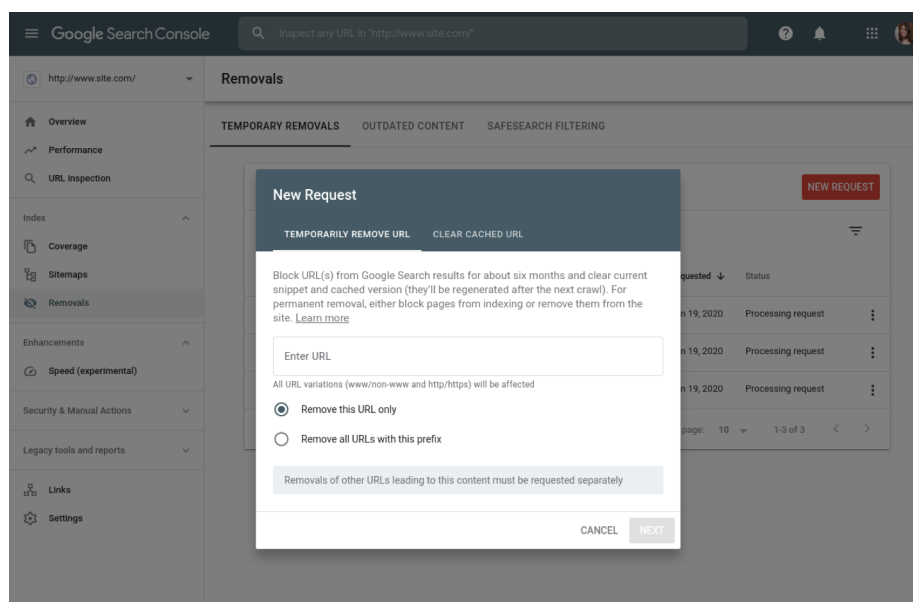 Google Search Console
Inspect any URL in "http://www.site.com/"
http://www.site.com/
Removals
Overview
Performance
URL Inspection
Index
Coverage
Sitemaps
Removals
Enhancements
Speed (experimental)
Security & Manual Actions
Legacy tools and reports
Links
Settings
TEMPORARY REMOVALS OUTDATED CONTENT SAFESEARCH FILTERING
NEW REQUEST
Status
19, 2020 Processing request
19, 2020 Processing request
19, 2020 Processing request
page: 10 1-3 of 3
New Request
TEMPORARILY REMOVE URL CLEAR CACHED URL
Block URL(s) from Google Search results for about six months and clear current
snippet and cached version (they'll be regenerated after the next crawl). For
permanent removal, either block pages from indexing or remove them from the
site. Learn more
Enter URL
All URL variations (www/non-www and http/https) will be affected
Remove this URL only
Remove all URLs with this prefix
Removals of other URLs leading to this content must be requested separately
CANCEL NEXT